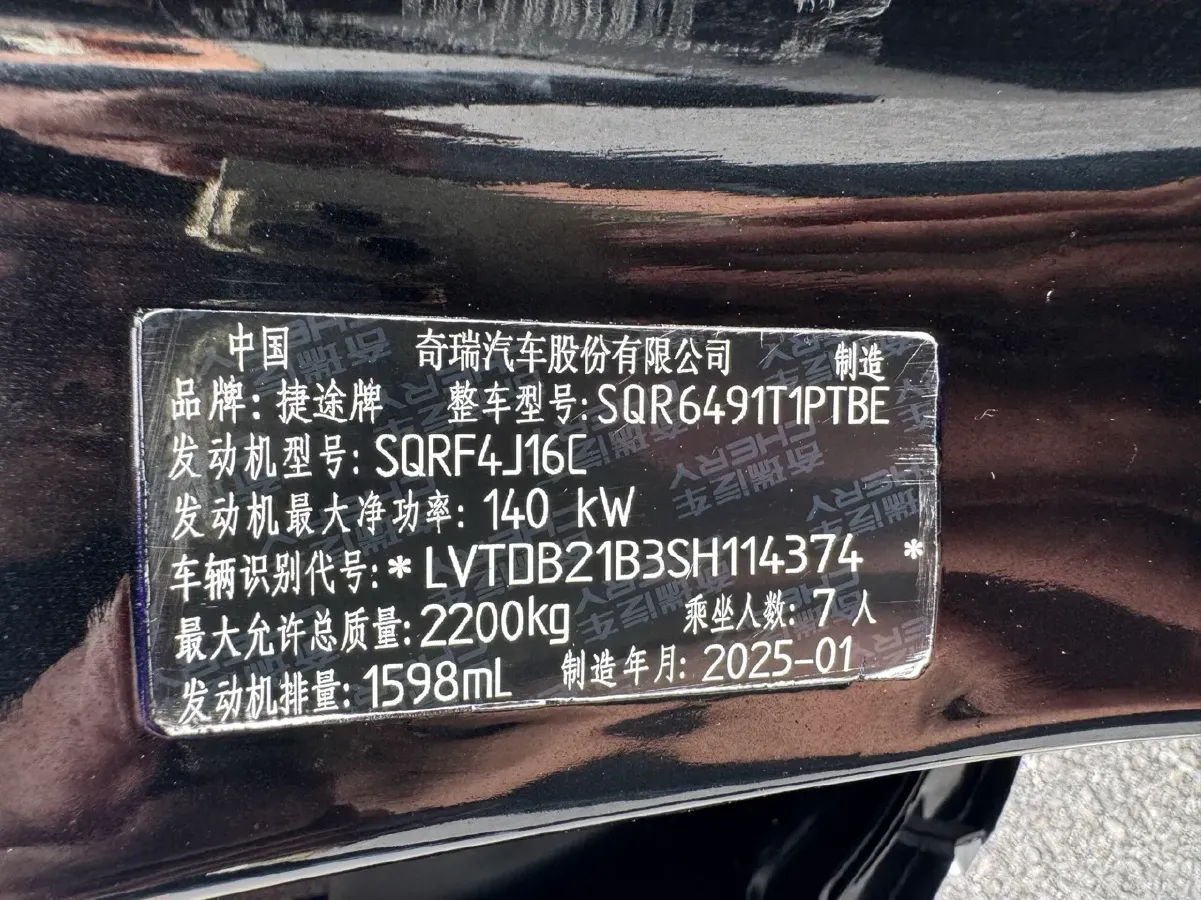 中国 奇瑞汽车股份有限公司 制造
品牌: 捷途牌 整车型号: SQR6491T1PTBE
发动机型号: SQRF4J16C
发动机最大净功率: 140 kW
车辆识别代号: *LVTDB21B3SH114374 *
最大允许总质量: 2200kg 乘坐人数: 7人
发动机排量: 1598mL 制造年月: 2025-01